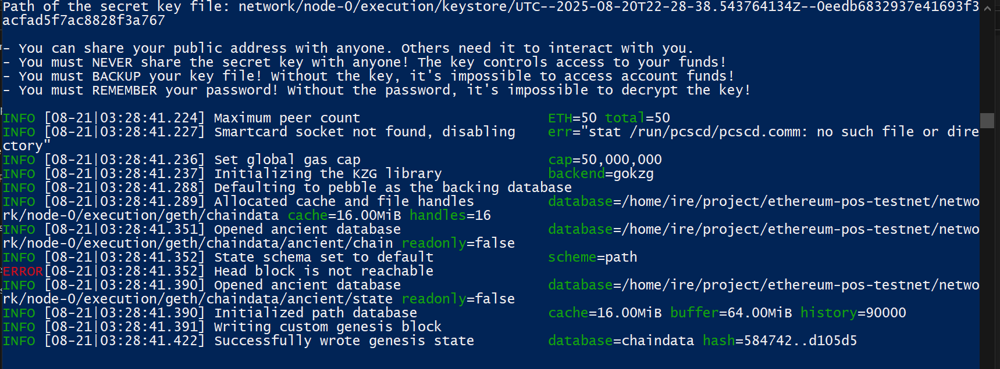 Path of the secret key file: network/node-0/execution/keystore/UTC--2025-08-20T22-28-38.543764134Z--0eedb6832937e41693f3
acfad5f7ac8828f3a767
- You can share your public address with anyone. Others need it to interact with you.
- You must NEVER share the secret key with anyone! The key controls access to your funds!
- You must BACKUP your key file! Without the key, it's impossible to access account funds!
- You must REMEMBER your password! Without the password, it's impossible to decrypt the key!
INFO [08-21|03:28:41.224] Maximum peer count ETH=50 total=50
INFO [08-21|03:28:41.227] Smartcard socket not found, disabling err="stat /run/pcscd/pcscd.comm: no such file or dire
ctory"
INFO [08-21|03:28:41.236] Set global gas cap cap=50,000,000
INFO [08-21|03:28:41.237] Initializing the KZG library backend=gokzg
INFO [08-21|03:28:41.288] Defaulting to pebble as the backing database
INFO [08-21|03:28:41.289] Allocated cache and file handles database=/home/ire/project/ethereum-pos-testnet/netwo
rk/node-0/execution/geth/chaindata cache=16.00MiB handles=16
INFO [08-21|03:28:41.351] Opened ancient database database=/home/ire/project/ethereum-pos-testnet/netwo
rk/node-0/execution/geth/chaindata/ancient/chain readonly=false
INFO [08-21|03:28:41.352] State schema set to default scheme=path
ERROR[08-21|03:28:41.352] Head block is not reachable
INFO [08-21|03:28:41.390] Opened ancient database database=/home/ire/project/ethereum-pos-testnet/netwo
rk/node-0/execution/geth/chaindata/ancient/state readonly=false
INFO [08-21|03:28:41.390] Initialized path database cache=16.00MiB buffer=64.00MiB history=90000
INFO [08-21|03:28:41.391] Writing custom genesis block
INFO [08-21|03:28:41.422] Successfully wrote genesis state database=chaindata hash=584742..d105d5